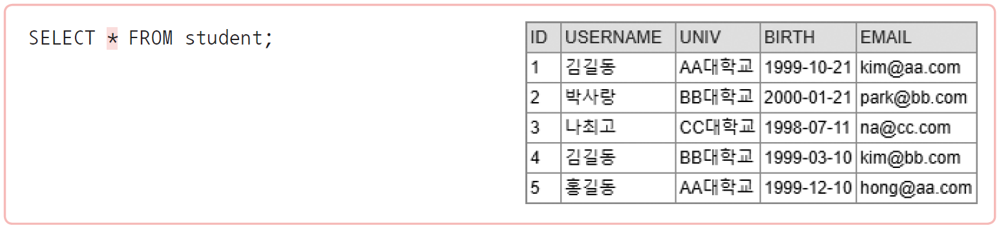 SELECT * FROM student;
ID USERNAME UNIV BIRTH EMAIL
1 김길동 AA대학교 1999-10-21 kim@aa.com
2 박사랑 BB대학교 2000-01-21 park@bb.com
3 나최고 CC대학교 1998-07-11 na@cc.com
4 김길동 BB대학교 1999-03-10 kim@bb.com
5 홍길동 AA대학교 1999-12-10 hong@aa.com